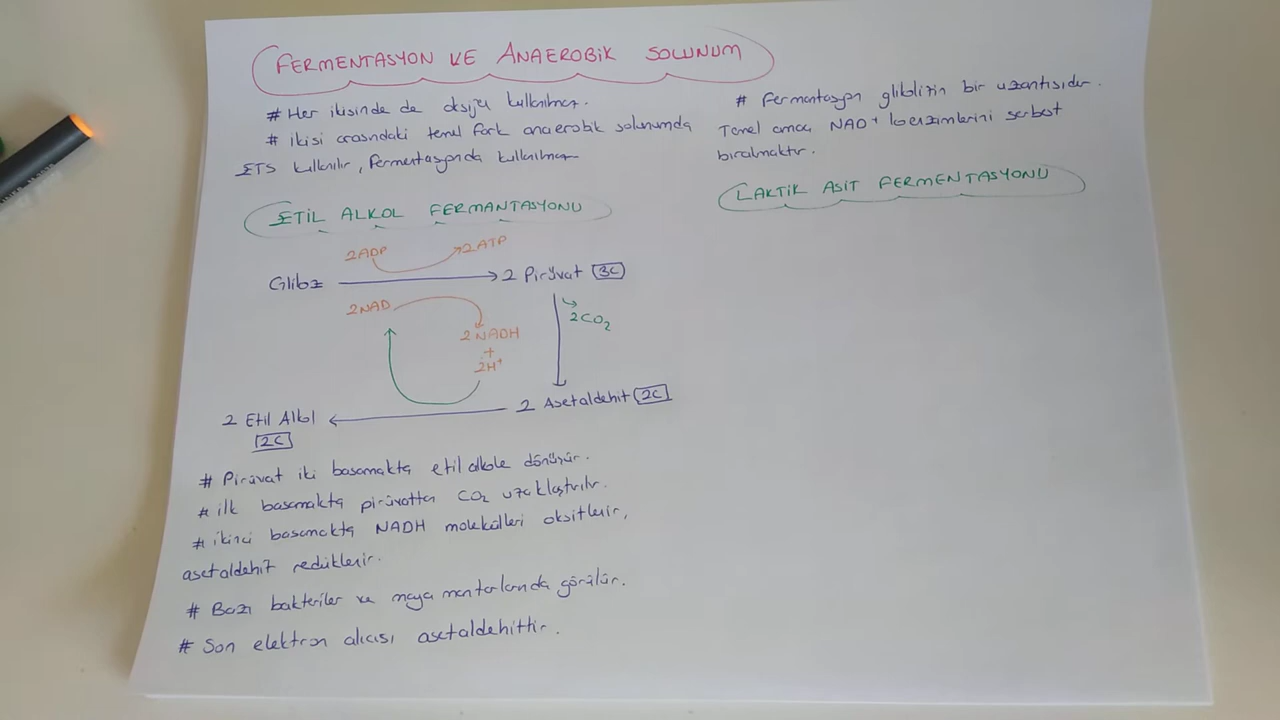 FERMENTASYON VE ANAEROBİK SOLUNUM
# Her ikisinde de oksijen kullanılmaz.
# ikisi arasındaki temel fark anaerobik solunumda
ETS kullanılır, fermentasyonda kullanılmaz
# Fermantasyon glikolizin bir uzantısıdır.
Temel amaç NAD+ koenzimlerini serbest
bırakmaktır.
ETİL ALKOL FERMANTASYONU
2ADP
2ATP
Glikoz
2 Pirüvat 3C
2NAD
2NADH
+
2H+
2CO2
2 Asetaldehit 2C
2 Etil Alkol
2C
# Pirüvat iki basamakta etil alkole dönüşür.
# ilk basamakta pirüvattan CO2 uzaklaştırılır.
# ikinci basamakta NADH molekülleri oksitlenir,
asetaldehit redüklenir.
# Bazı bakteriler ve maya mantarlarında görülür.
# Son elektron alıcısı asetaldehittir.
LAKTİK ASİT FERMENTASYONU